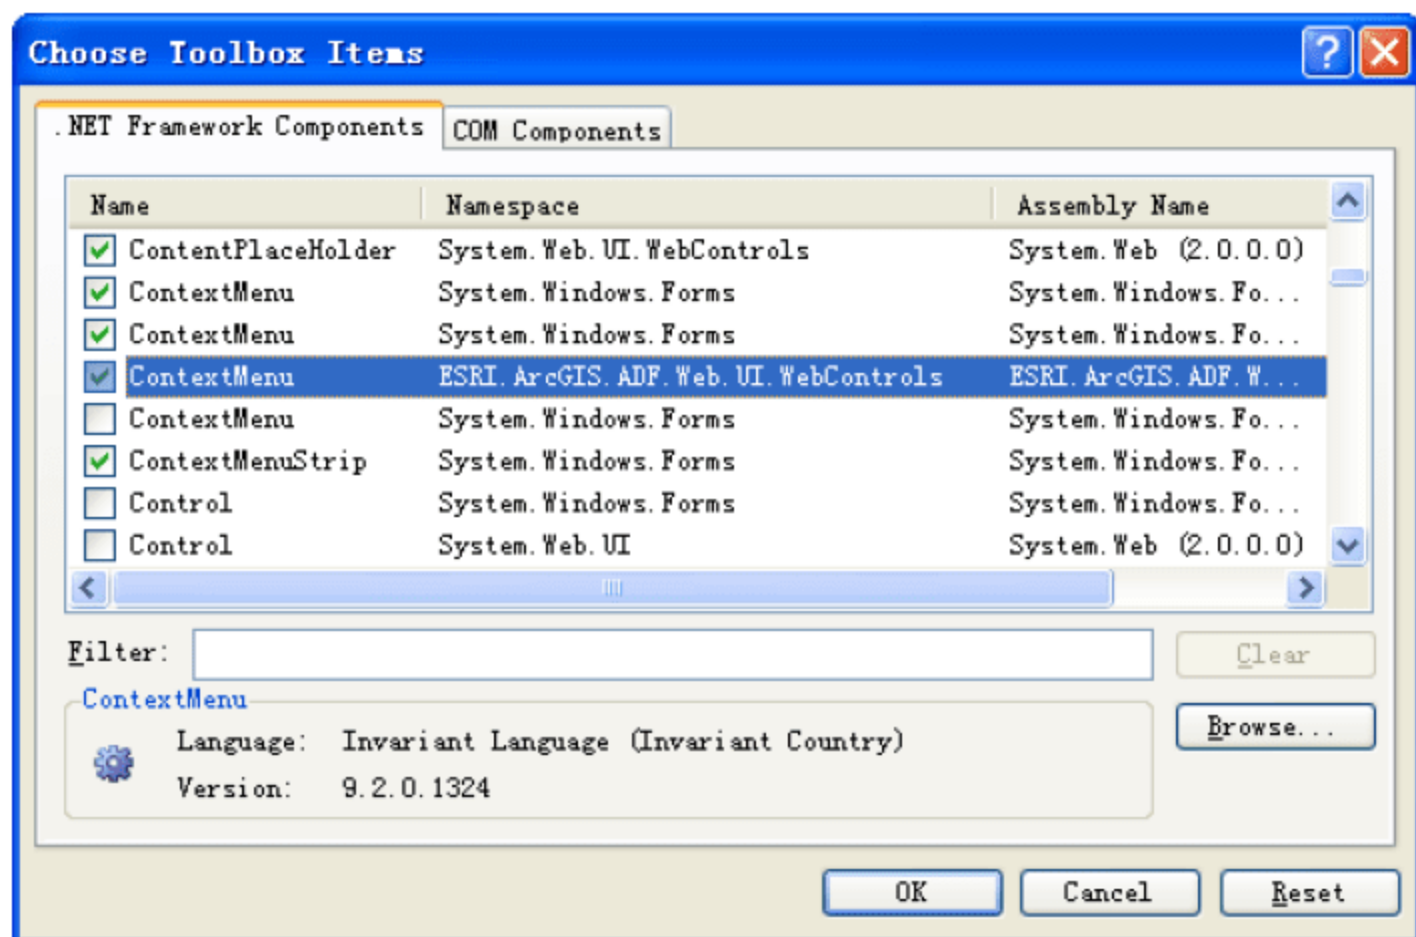 Choose Toolbox Items
.NET Framework Components COM Components
Name Namespace Assembly Name
ContentPlaceHolder System.Web.UI.WebControls System.Web (2.0.0.0)
ContextMenu System.Windows.Forms System.Windows.Fo...
ContextMenu System.Windows.Forms System.Windows.Fo...
ContextMenu ESRI.ArcGIS.ADF.Web.UI.WebControls ESRI.ArcGIS.ADF.W...
ContextMenu System.Windows.Forms System.Windows.Fo...
ContextMenuStrip System.Windows.Forms System.Windows.Fo...
Control System.Windows.Forms System.Windows.Fo...
Control System.Web.UI System.Web (2.0.0.0)
Filter: Clear
ContextMenu
Language: Invariant Language (Invariant Country) Browse...
Version: 9.2.0.1324
OK Cancel Reset